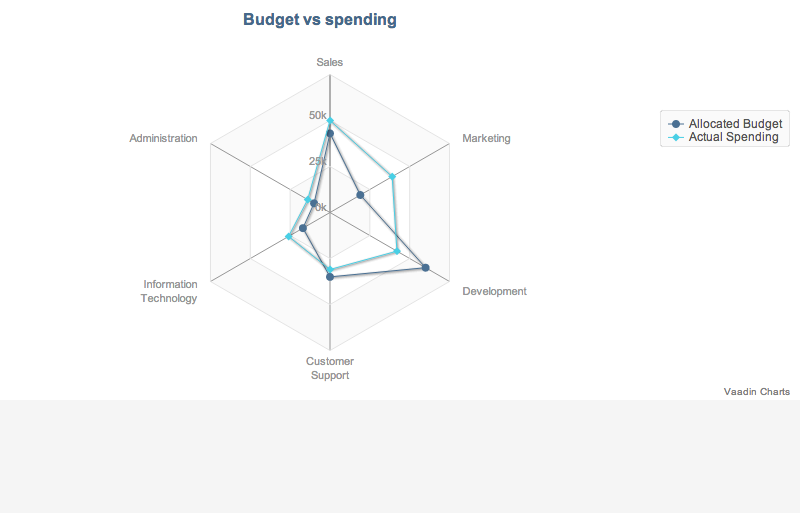 Budget vs spending
Sales
50k
25k
0k
Administration
Marketing
Information
Technology
Development
Customer
Support
Allocated Budget
Actual Spending
Vaadin Charts